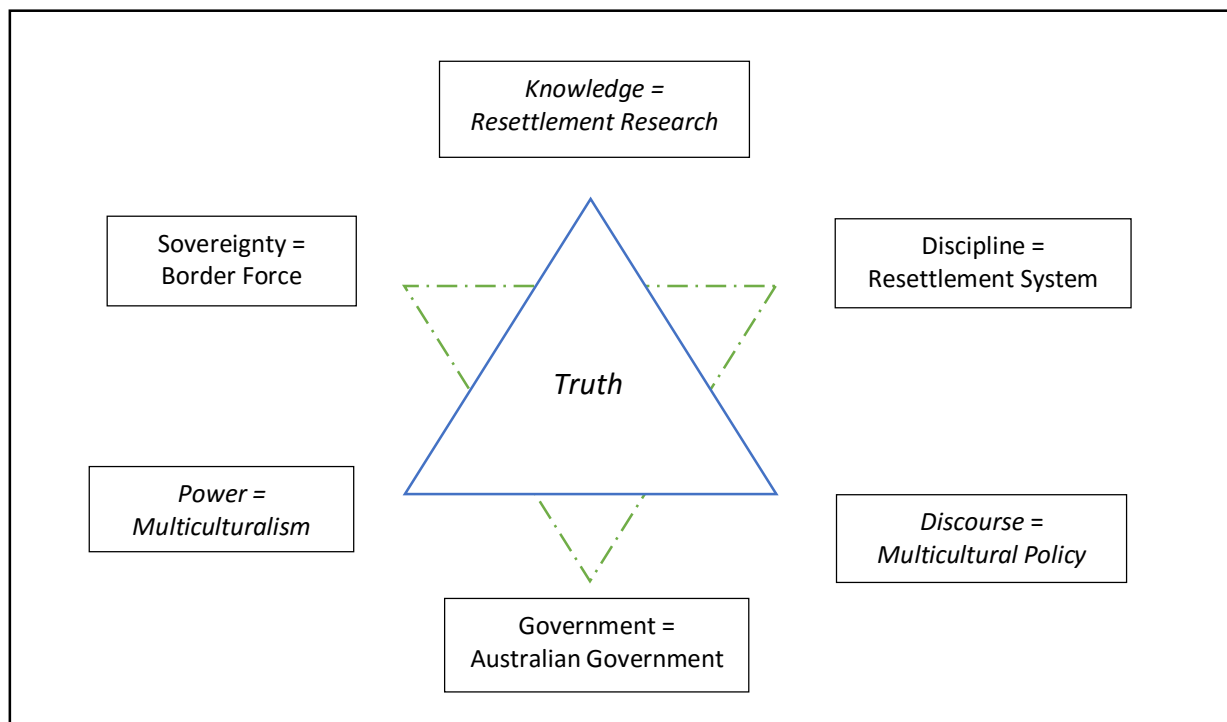 Knowledge =
Resettlement Research
Sovereignty =
Border Force
Discipline =
Resettlement System
Truth
Power =
Multiculturalism
Discourse =
Multicultural Policy
Government =
Australian Government